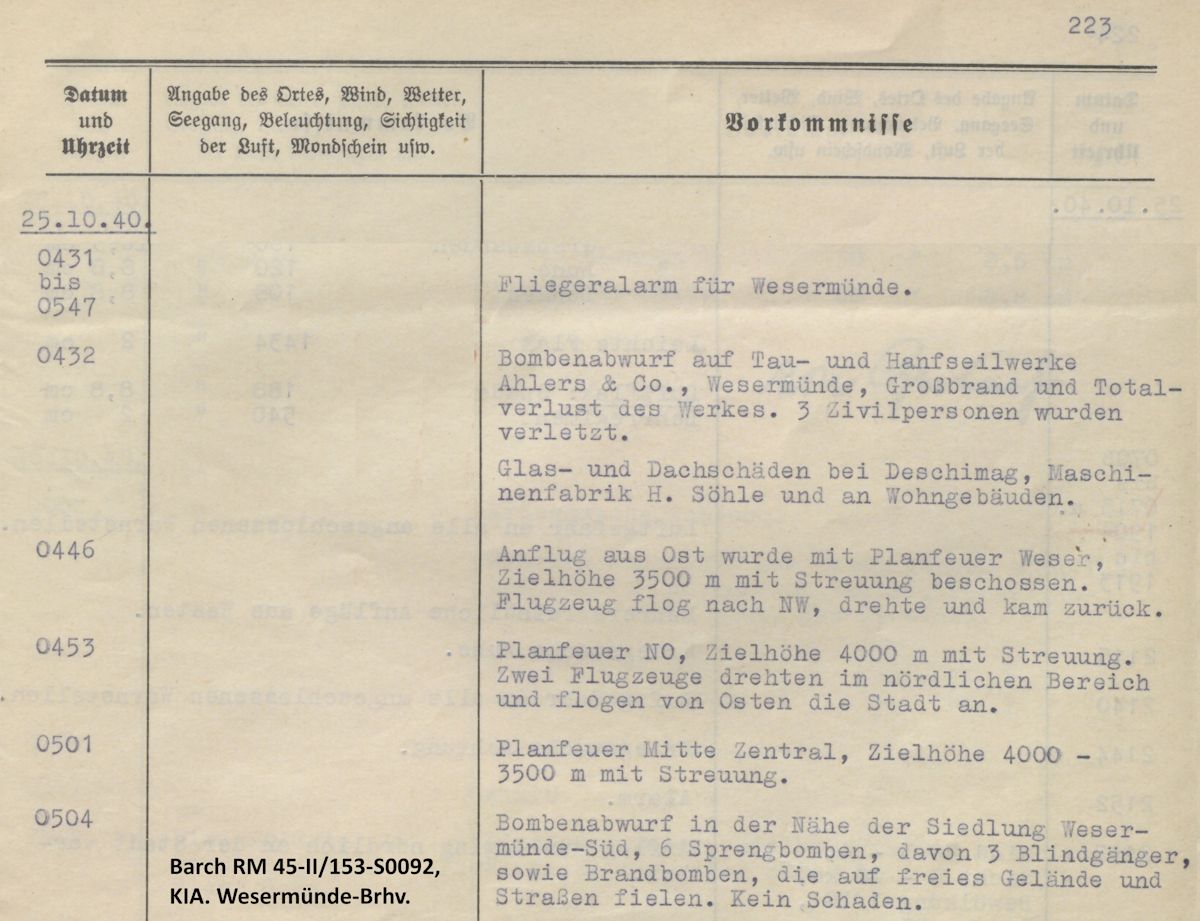 223
Datum
und
Uhrzeit
Angabe des Ortes, Wind, Wetter,
Seegang, Beleuchtung, Sichtigkeit
der Luft, Mondschein usw.
Vorkommnisse
25.10.40.
0431
bis
0547
Fliegeralarm für Wesermünde.
0432
Bombenabwurf auf Tau- und Hanfseilwerke
Ahlers & Co., Wesermünde, Großbrand und Total-
verlust des Werkes. 3 Zivilpersonen wurden
verletzt.
Glas- und Dachschäden bei Deschimag, Maschi-
nenfabrik H. Söhle und an Wohngebäuden.
0446
Anflug aus Ost wurde mit Planfeuer Weser,
Zielhöhe 3500 m mit Streuung beschossen.
Flugzeug flog nach NW, drehte und kam zurück.
0453
Planfeuer NO, Zielhöhe 4000 m mit Streuung.
Zwei Flugzeuge drehten im nördlichen Bereich
und flogen von Osten die Stadt an.
0501
Planfeuer Mitte Zentral, Zielhöhe 4000 -
3500 m mit Streuung.
0504
Bombenabwurf in der Nähe der Siedlung Weser-
münde-Süd, 6 Sprengbomben, davon 3 Blindgänger,
sowie Brandbomben, die auf freies Gelände und
Straßen fielen. Kein Schaden.
Barch RM 45-II/153-S0092,
KIA. Wesermünde-Brhv.